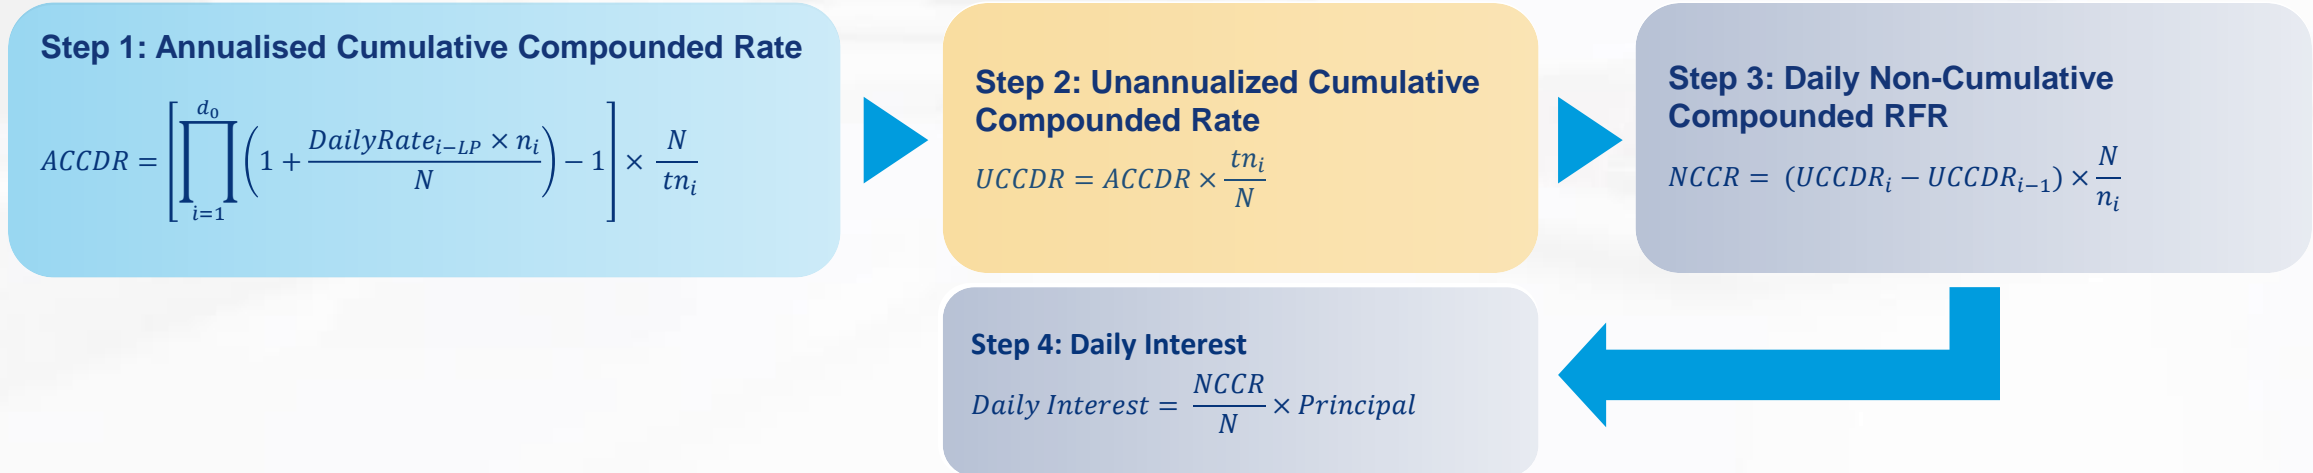 Step 1: Annualised Cumulative Compounded Rate
ACCDR = [∏_{i=1}^{d_0} (1 + (DailyRate_{i−LP} × n_i)/N) − 1] × N/tn_i
Step 2: Unannualized Cumulative
Compounded Rate
UCCDR = ACCDR × tn_i/N
Step 3: Daily Non-Cumulative
Compounded RFR
NCCR = (UCCDR_i − UCCDR_{i−1}) × N/n_i
Step 4: Daily Interest
Daily Interest = NCCR/N × Principal